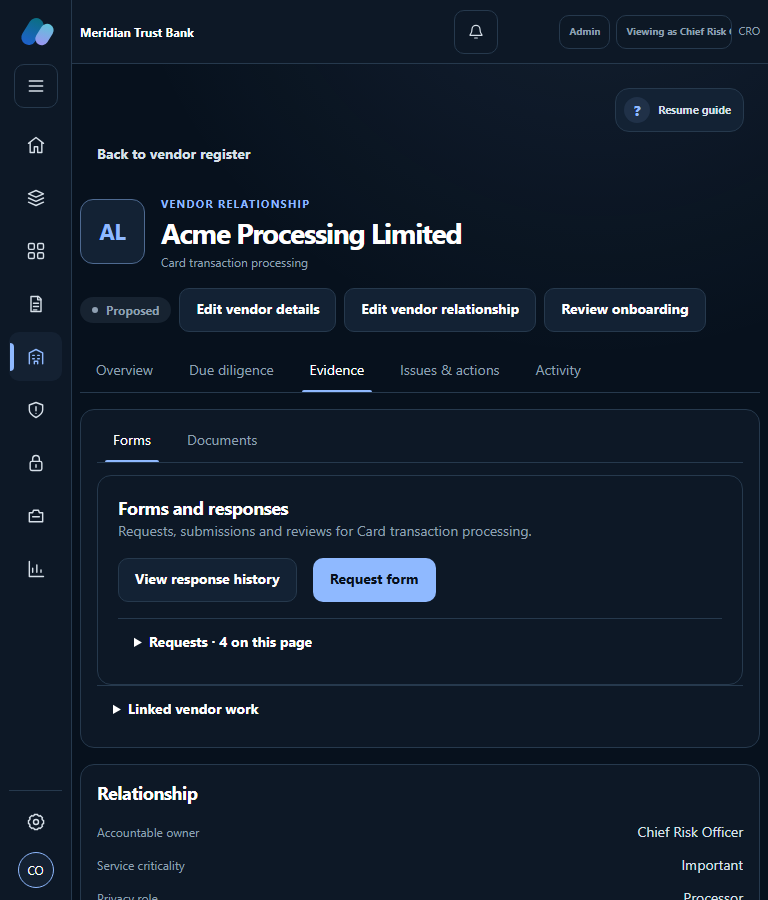 Meridian Trust Bank
Admin
Viewing as Chief Risk
CRO
? Resume guide
Back to vendor register
AL
VENDOR RELATIONSHIP
Acme Processing Limited
Card transaction processing
Proposed
Edit vendor details
Edit vendor relationship
Review onboarding
Overview
Due diligence
Evidence
Issues & actions
Activity
Forms
Documents
Forms and responses
Requests, submissions and reviews for Card transaction processing.
View response history
Request form
Requests · 4 on this page
Linked vendor work
Relationship
Accountable owner
Chief Risk Officer
Service criticality
Important
Privacy role
Processor
CO